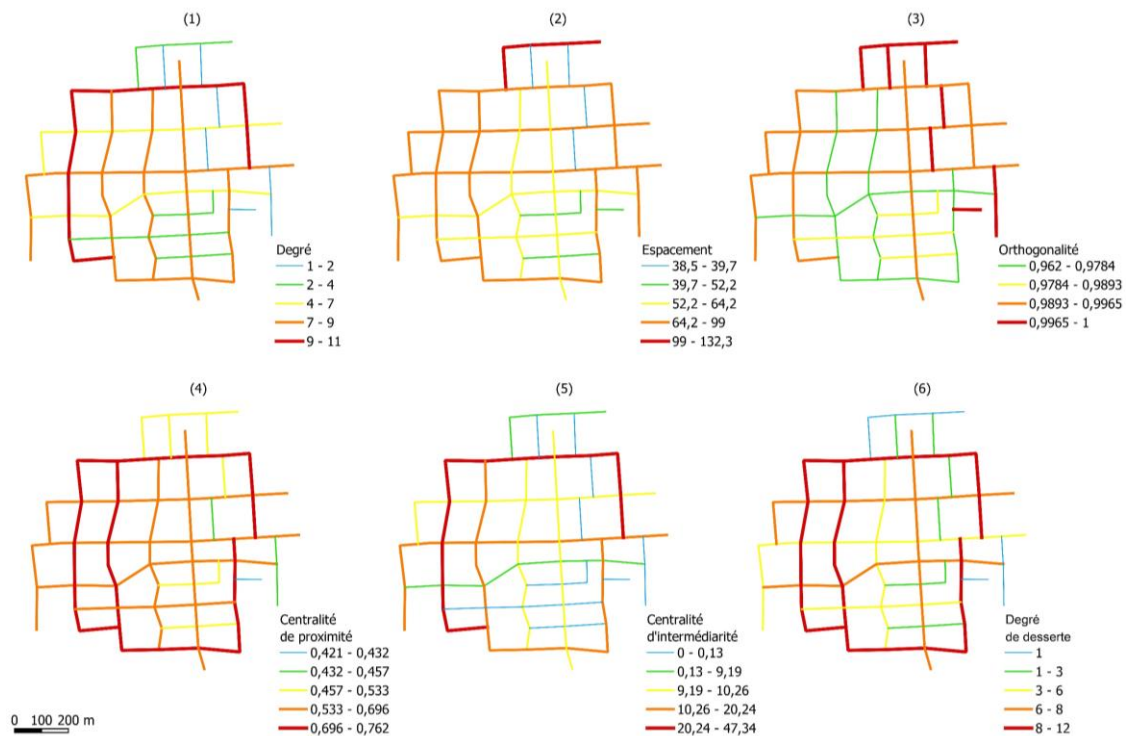 (1)
(2)
(3)
Degré
1 - 2
2 - 4
4 - 7
7 - 9
9 - 11
Espacement
38,5 - 39,7
39,7 - 52,2
52,2 - 64,2
64,2 - 99
99 - 132,3
Orthogonalité
0,962 - 0,9784
0,9784 - 0,9893
0,9893 - 0,9965
0,9965 - 1
(4)
(5)
(6)
Centralité
de proximité
0,421 - 0,432
0,432 - 0,457
0,457 - 0,533
0,533 - 0,696
0,696 - 0,762
Centralité
d'intermédiarité
0 - 0,13
0,13 - 9,19
9,19 - 10,26
10,26 - 20,24
20,24 - 47,34
Degré
de desserte
1
1 - 3
3 - 6
6 - 8
8 - 12
0 100 200 m